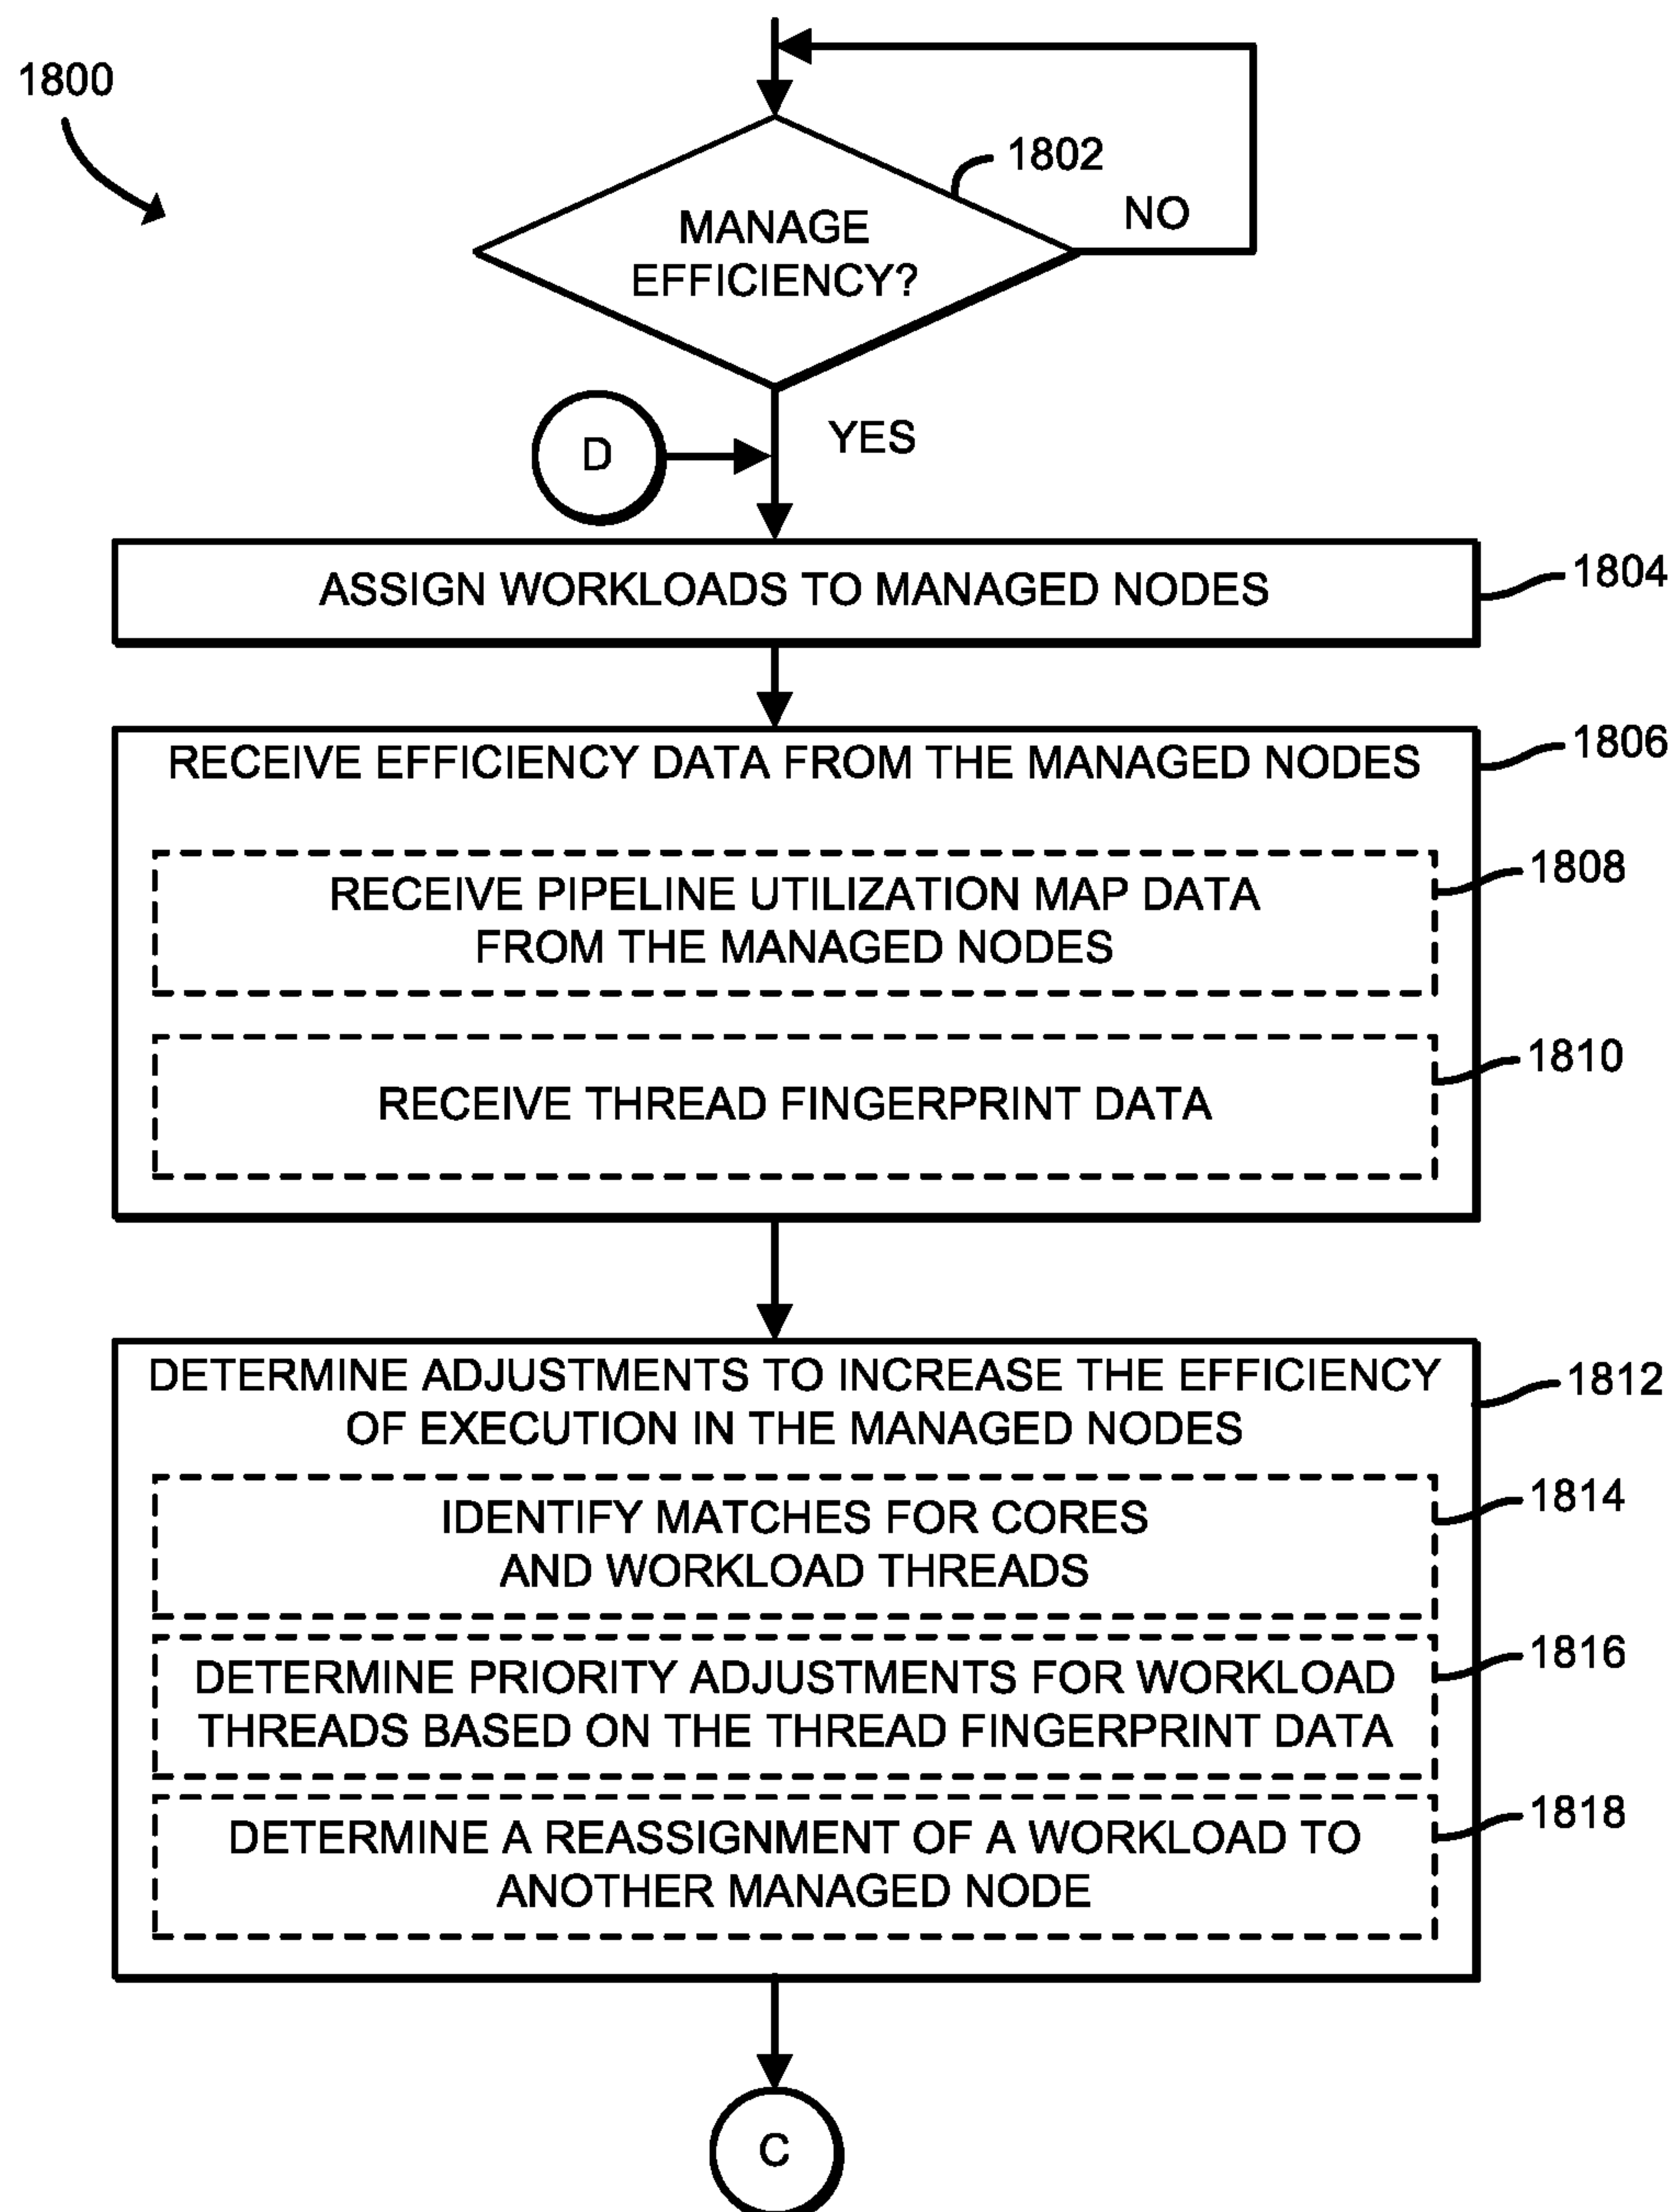 1800
1802
MANAGE
EFFICIENCY?
NO
YES
D
ASSIGN WORKLOADS TO MANAGED NODES
1804
RECEIVE EFFICIENCY DATA FROM THE MANAGED NODES
1806
RECEIVE PIPELINE UTILIZATION MAP DATA
FROM THE MANAGED NODES
1808
RECEIVE THREAD FINGERPRINT DATA
1810
DETERMINE ADJUSTMENTS TO INCREASE THE EFFICIENCY
OF EXECUTION IN THE MANAGED NODES
1812
IDENTIFY MATCHES FOR CORES
AND WORKLOAD THREADS
1814
DETERMINE PRIORITY ADJUSTMENTS FOR WORKLOAD
THREADS BASED ON THE THREAD FINGERPRINT DATA
1816
DETERMINE A REASSIGNMENT OF A WORKLOAD TO
ANOTHER MANAGED NODE
1818
C